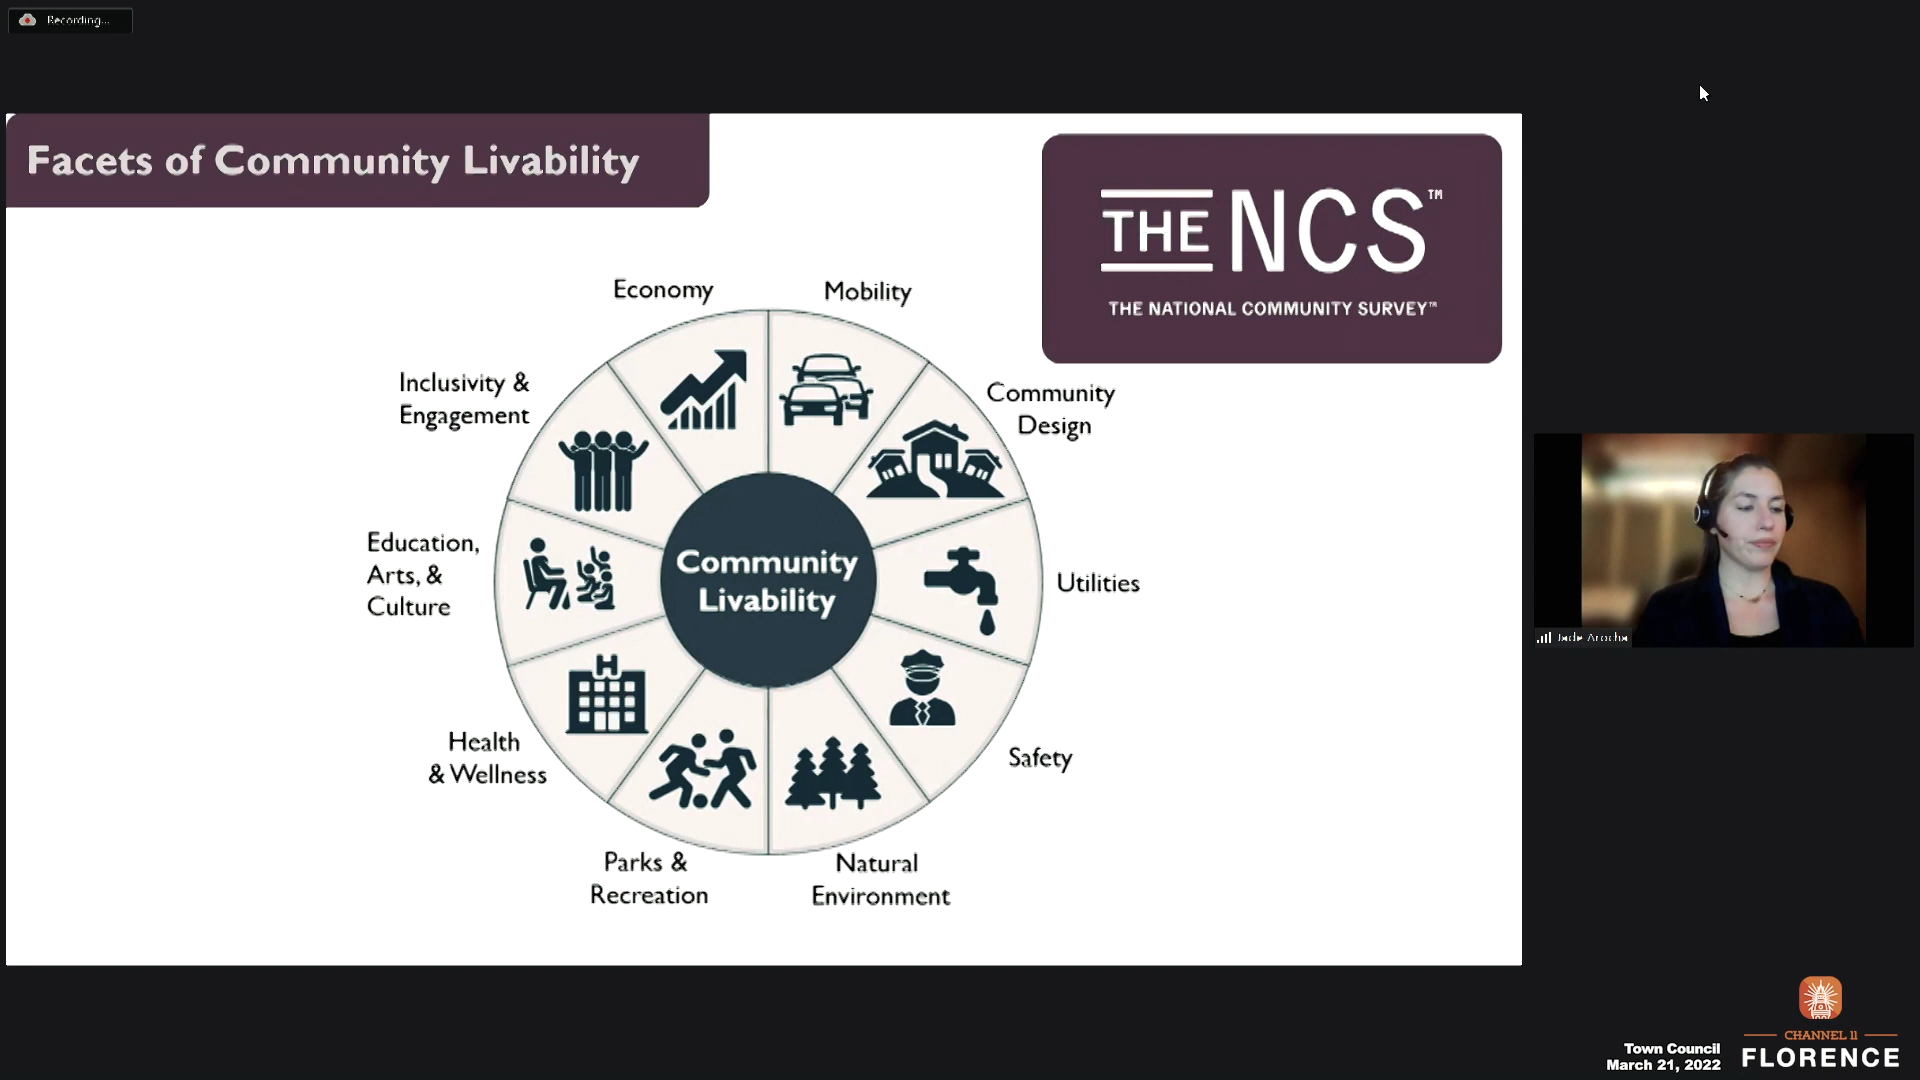 Recording...
Facets of Community Livability
THE NCS™
THE NATIONAL COMMUNITY SURVEY™
Economy
Mobility
Inclusivity &
Engagement
Community
Design
Education,
Arts, &
Culture
Community
Livability
Utilities
Health
& Wellness
Safety
Parks &
Recreation
Natural
Environment
Jade Arocha
H
CHANNEL 11
FLORENCE
Town Council
March 21, 2022